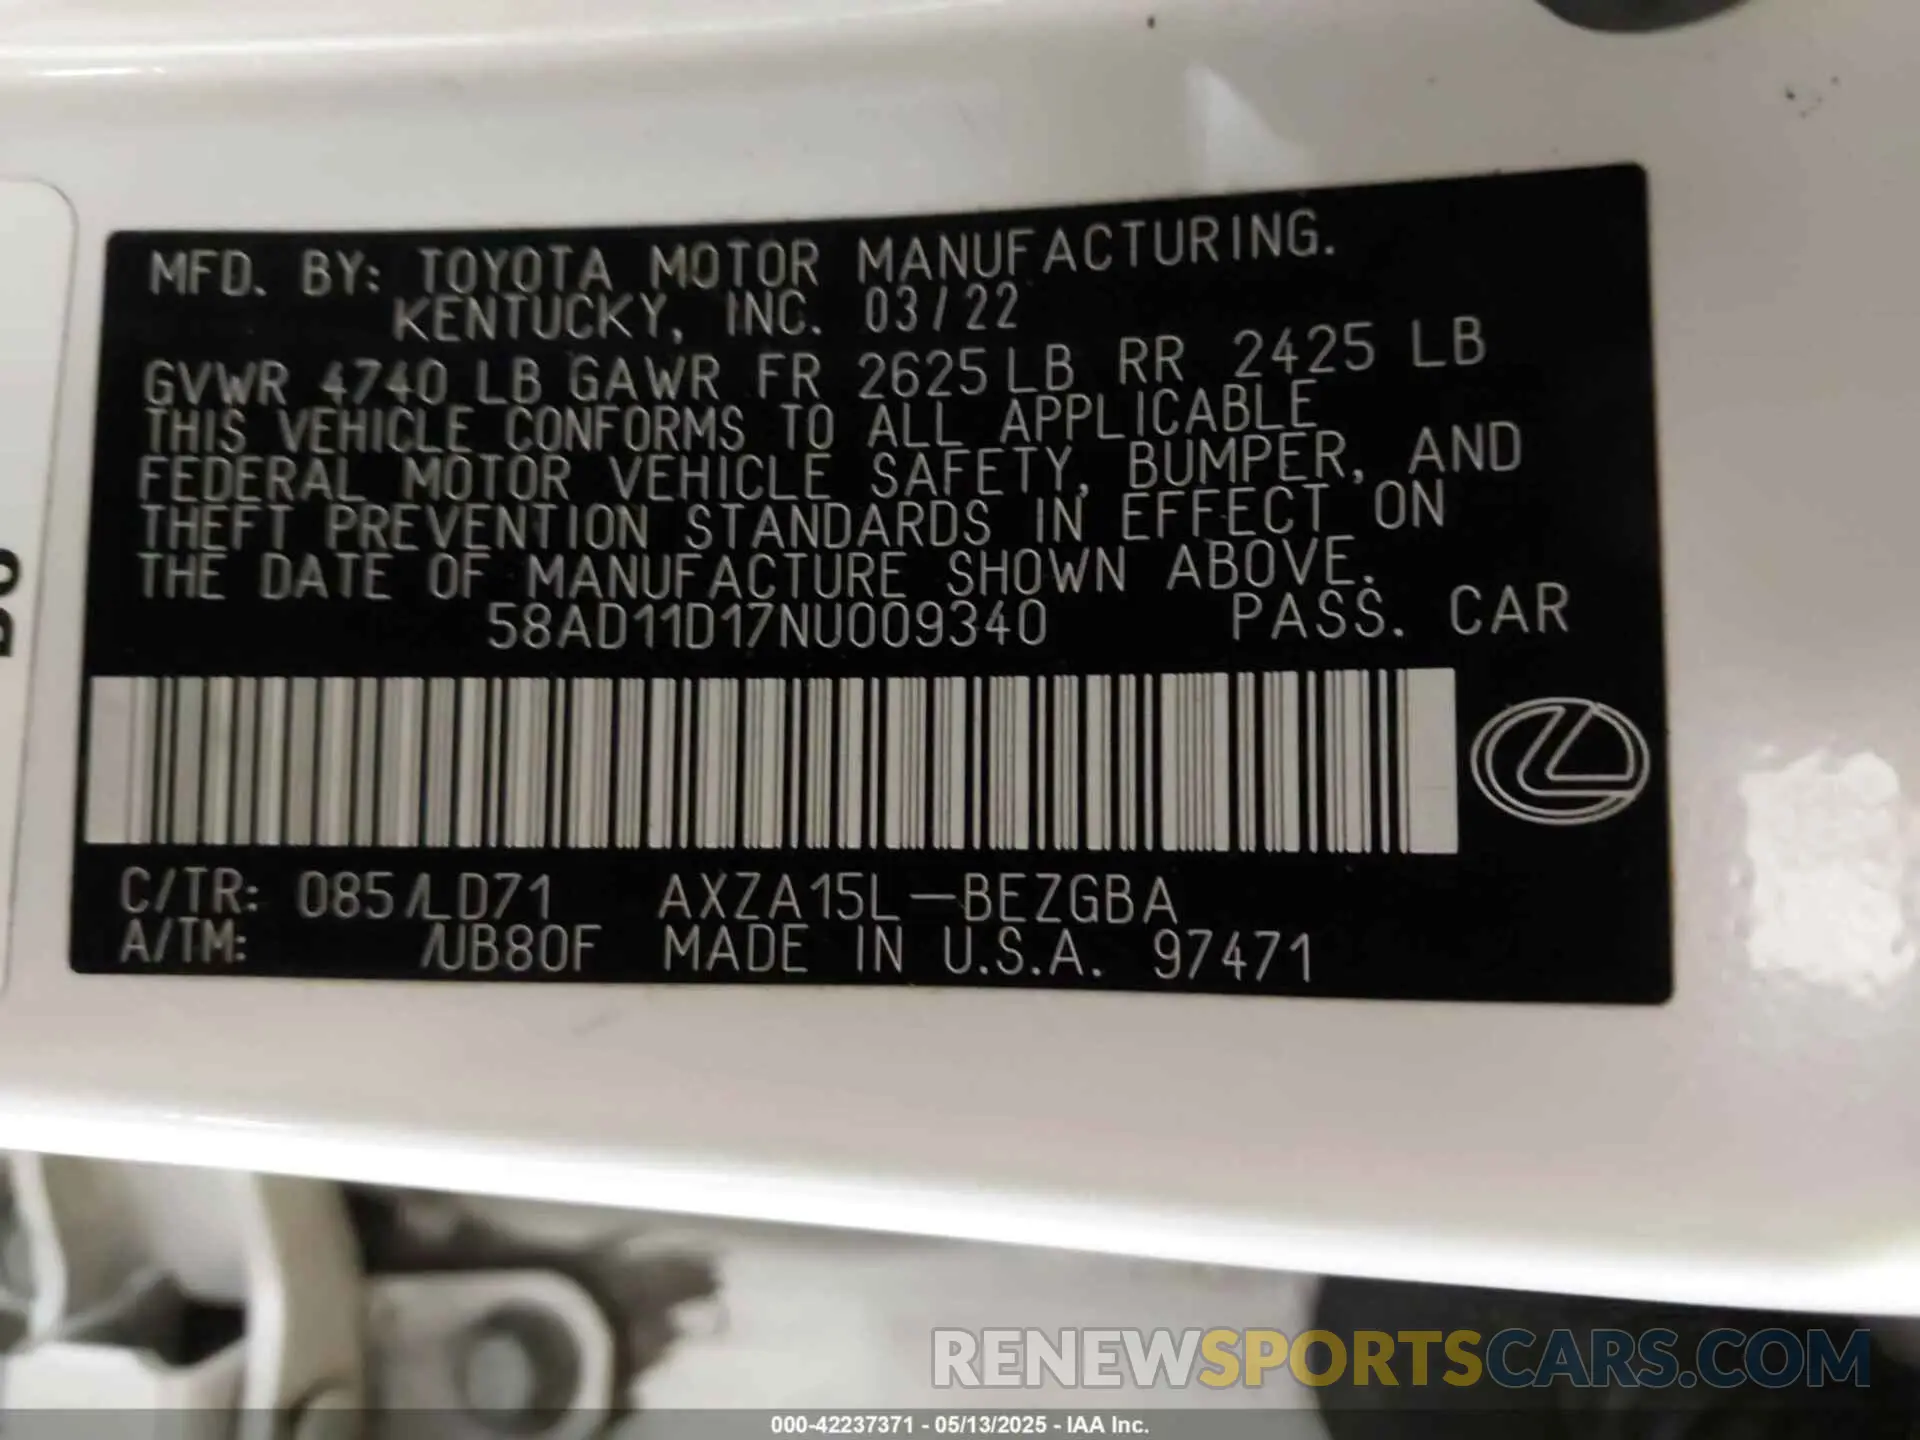 MFD. BY: TOYOTA MOTOR MANUFACTURING.
KENTUCKY, INC. 03/22
GVWR 4740 LB GAWR FR 2625 LB RR 2425 LB
THIS VEHICLE CONFORMS TO ALL APPLICABLE
FEDERAL MOTOR VEHICLE SAFETY, BUMPER, AND
THEFT PREVENTION STANDARDS IN EFFECT ON
THE DATE OF MANUFACTURE SHOWN ABOVE.
58AD11D17NU009340 PASS. CAR
C/TR: 085/LD71 AXZA15L-BEZGBA
A/TM: /UB80F MADE IN U.S.A. 97471
RENEWSPORTSCARS.COM
000-42237371 - 05/13/2025 - IAA Inc.